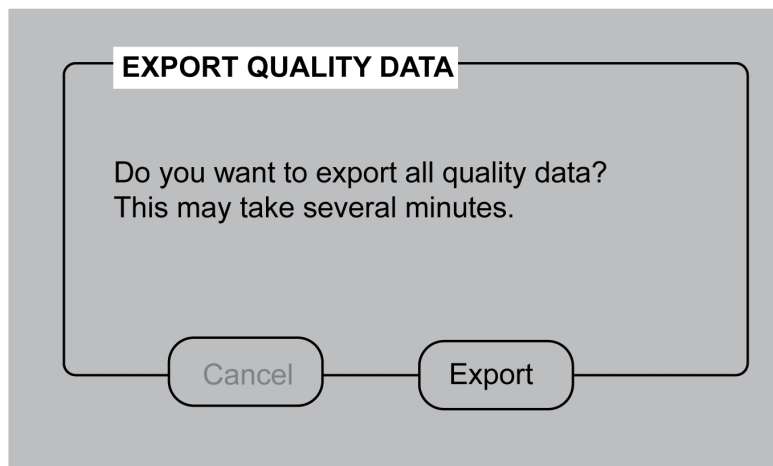 EXPORT QUALITY DATA
Do you want to export all quality data?
This may take several minutes.
Cancel
Export